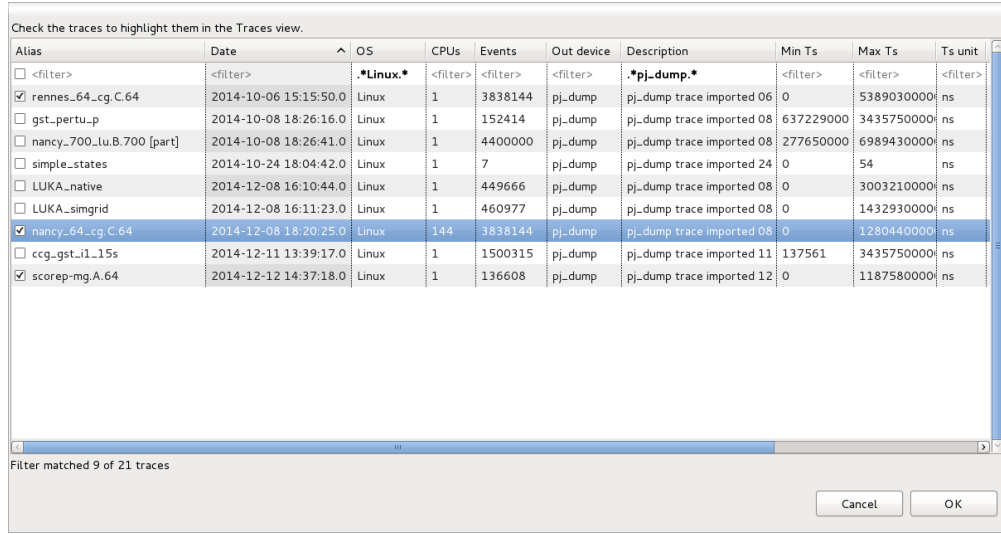 Check the traces to highlight them in the Traces view.
Alias Date OS CPUs Events Out device Description Min Ts Max Ts Ts unit
<filter> <filter> .*Linux.* <filter> <filter> <filter> .*pj_dump.* <filter> <filter> <filter>
rennes_64_cg.C.64 2014-10-06 15:15:50.0 Linux 1 3838144 pj_dump pj_dump trace imported 06 0 5389030000 ns
gst_pertu_p 2014-10-08 18:26:16.0 Linux 1 152414 pj_dump pj_dump trace imported 08 637229000 3435750000 ns
nancy_700_lu.B.700 [part] 2014-10-08 18:26:41.0 Linux 1 4400000 pj_dump pj_dump trace imported 08 277650000 6989430000 ns
simple_states 2014-10-24 18:04:42.0 Linux 1 7 pj_dump pj_dump trace imported 24 0 54 ns
LUKA_native 2014-12-08 16:10:44.0 Linux 1 449666 pj_dump pj_dump trace imported 08 0 3003210000 ns
LUKA_simgrid 2014-12-08 16:11:23.0 Linux 1 460977 pj_dump pj_dump trace imported 08 0 1432930000 ns
nancy_64_cg.C.64 2014-12-08 18:20:25.0 Linux 144 3838144 pj_dump pj_dump trace imported 08 0 1280440000 ns
ccg_gst_i1_15s 2014-12-11 13:39:17.0 Linux 1 1500315 pj_dump pj_dump trace imported 11 137561 3435750000 ns
scorep-mg.A.64 2014-12-12 14:37:18.0 Linux 1 136608 pj_dump pj_dump trace imported 12 0 1187580000 ns
Filter matched 9 of 21 traces
Cancel OK